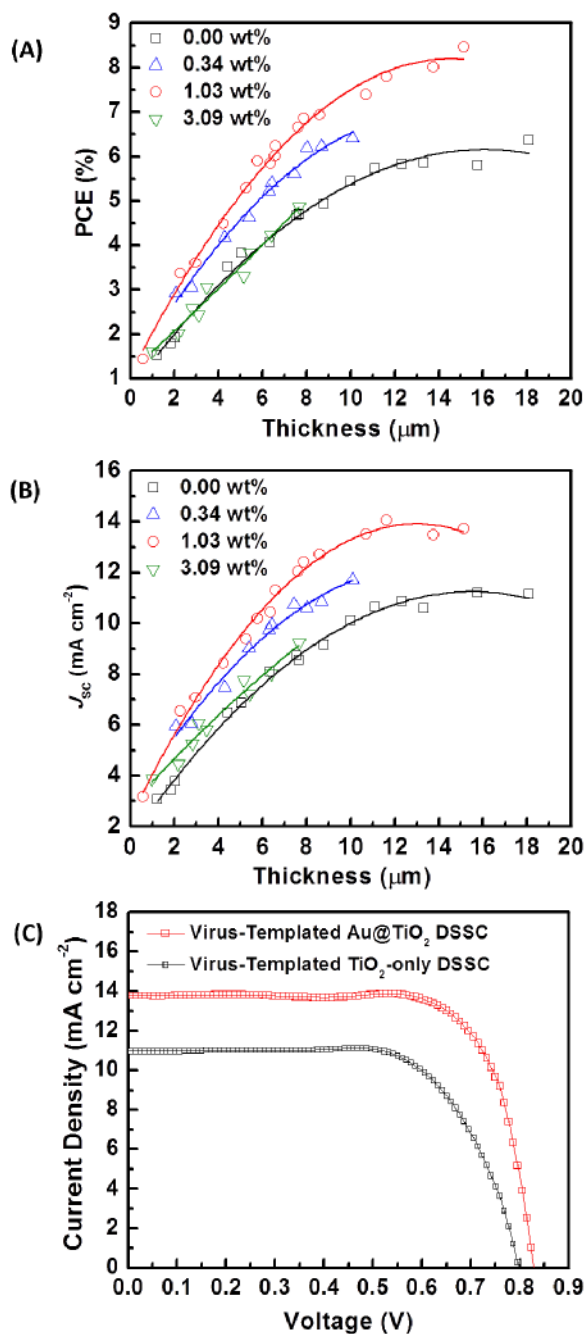 (A)
0.00 wt%
0.34 wt%
1.03 wt%
3.09 wt%
PCE (%)
9
8
7
6
5
4
3
2
1
0 2 4 6 8 10 12 14 16 18 20
Thickness (μm)
(B)
0.00 wt%
0.34 wt%
1.03 wt%
3.09 wt%
Jsc (mA cm-2)
16
14
12
10
8
6
4
2
0 2 4 6 8 10 12 14 16 18 20
Thickness (μm)
(C)
Virus-Templated Au@TiO2 DSSC
Virus-Templated TiO2-only DSSC
Current Density (mA cm-2)
18
16
14
12
10
8
6
4
2
0
0.0 0.1 0.2 0.3 0.4 0.5 0.6 0.7 0.8 0.9
Voltage (V)